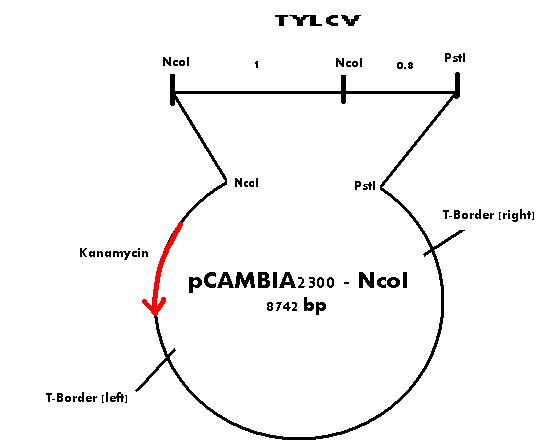 TYLCV
NcoI 1 NcoI 0.8 PstI
NcoI PstI
T-Border (right)
Kanamycin
pCAMBIA2300 - NcoI
8742 bp
T-Border (left)